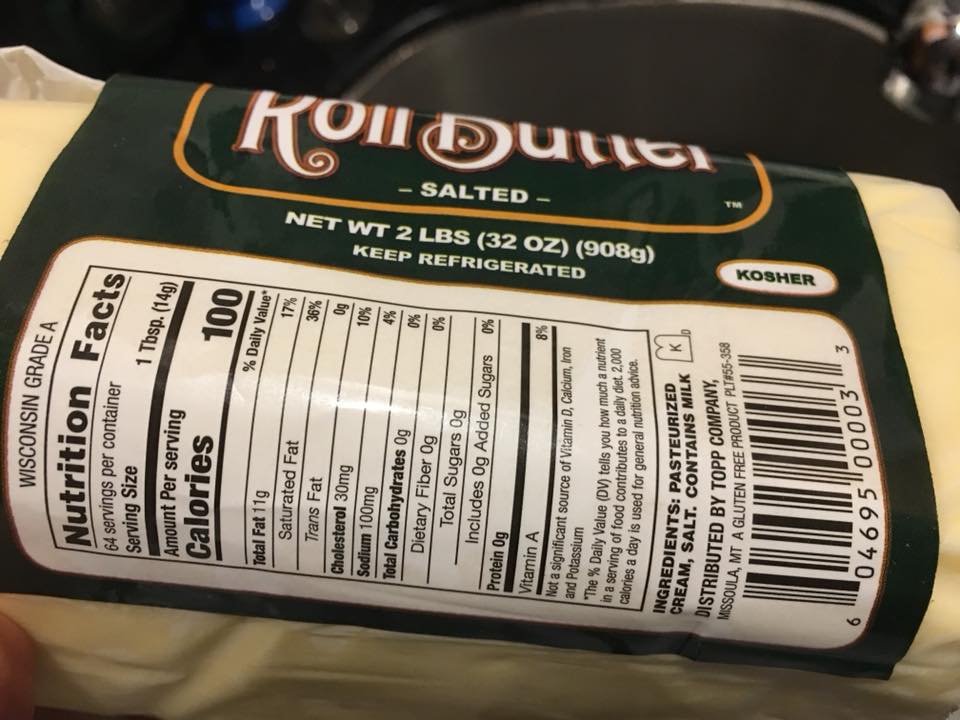 Roll Butter
– SALTED –
TM
NET WT 2 LBS (32 OZ) (908g)
KEEP REFRIGERATED
KOSHER
WISCONSIN GRADE A
Nutrition Facts
64 servings per container
Serving Size 1 Tbsp. (14g)
Amount Per serving
Calories 100
% Daily Value*
Total Fat 11g 17%
Saturated Fat 36%
Trans Fat 0g
Cholesterol 30mg 10%
Sodium 100mg 4%
Total Carbohydrates 0g 0%
Dietary Fiber 0g 0%
Total Sugars 0g
Includes 0g Added Sugars 0%
Protein 0g
Vitamin A 8%
Not a significant source of Vitamin D, Calcium, Iron
and Potassium
*The % Daily Value (DV) tells you how much a nutrient
in a serving of food contributes to a daily diet. 2,000
calories a day is used for general nutrition advice.
INGREDIENTS: PASTEURIZED
CREAM, SALT. CONTAINS MILK
K D
DISTRIBUTED BY TOPP COMPANY,
MISSOULA, MT A GLUTEN FREE PRODUCT PLT#55-358
6 04695 00003 3